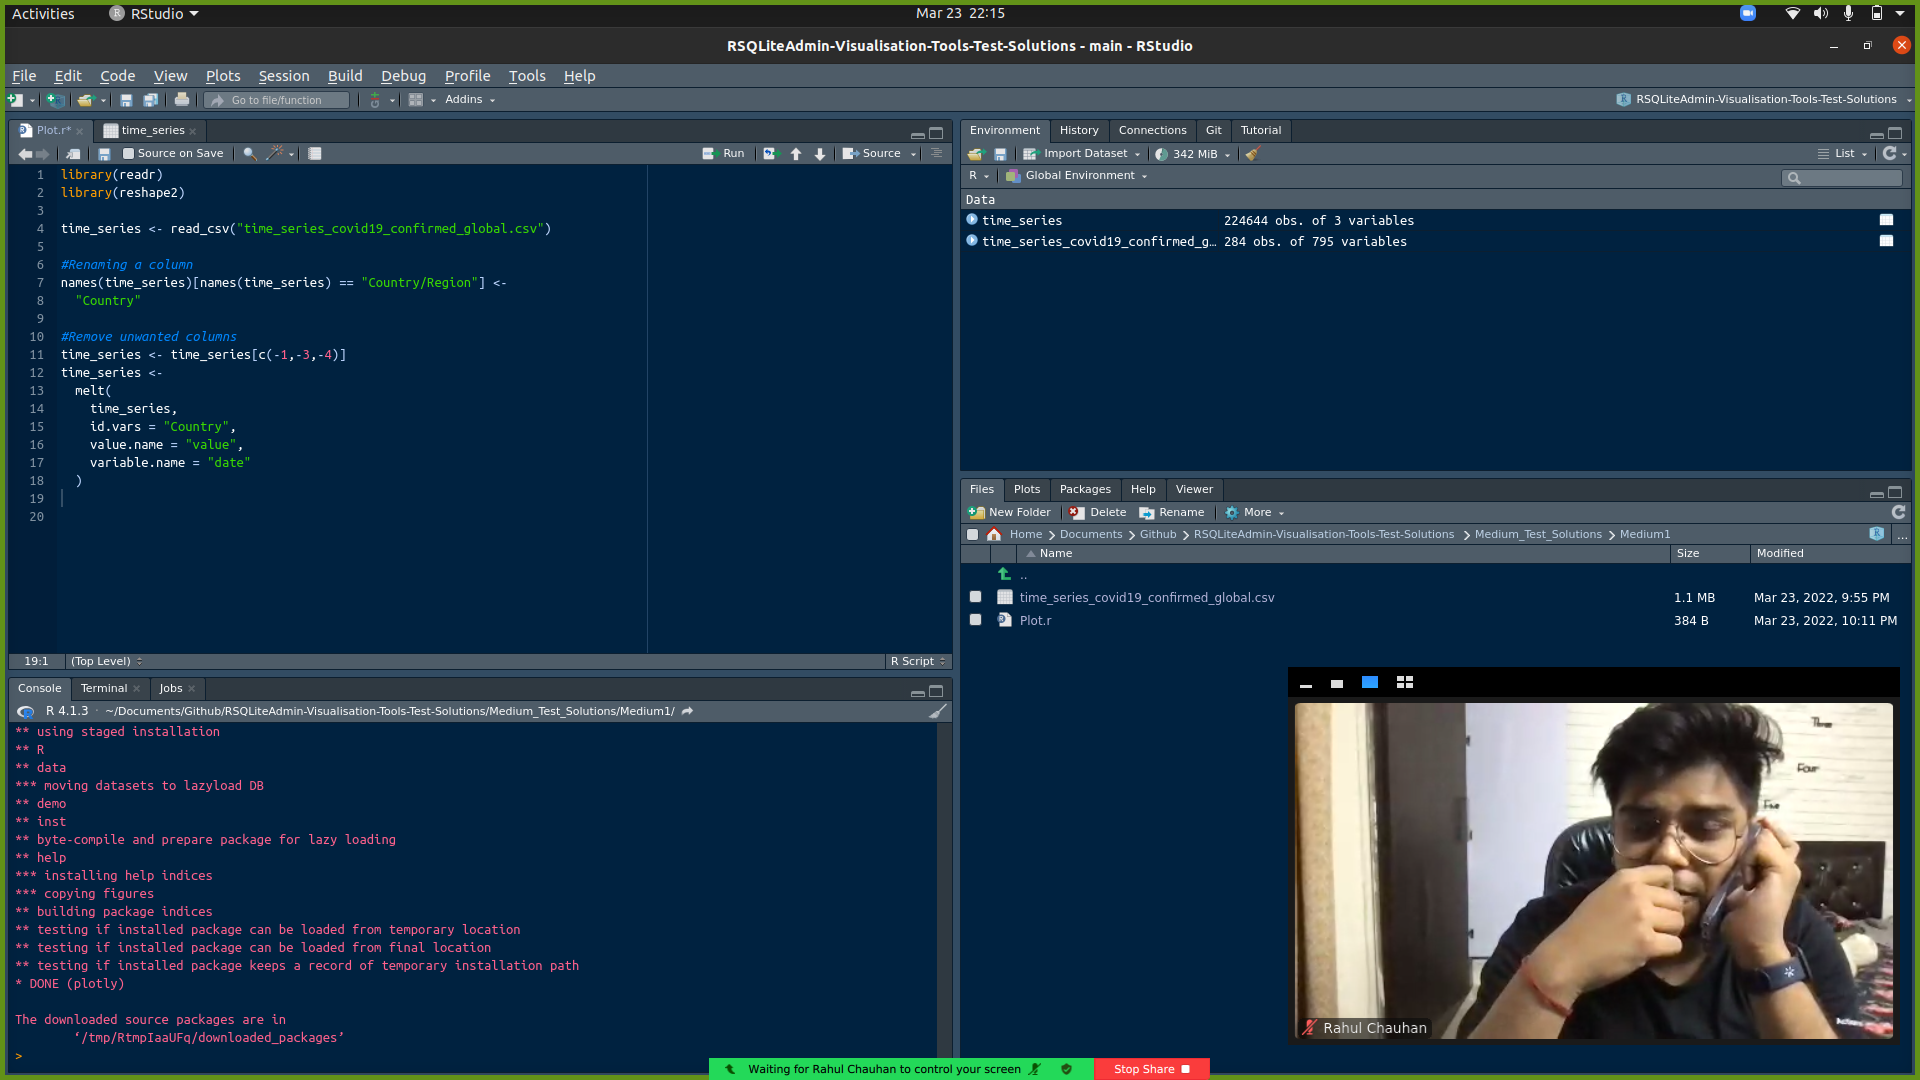 Activities
RStudio
Mar 23 22:15
RSQLiteAdmin-Visualisation-Tools-Test-Solutions - main - RStudio
File Edit Code View Plots Session Build Debug Profile Tools Help
Go to file/function
Addins
RSQLiteAdmin-Visualisation-Tools-Test-Solutions
Plot.r*
time_series
Source on Save
Run
Source
1 library(readr)
2 library(reshape2)
3
4 time_series <- read_csv("time_series_covid19_confirmed_global.csv")
5
6 #Renaming a column
7 names(time_series)[names(time_series) == "Country/Region"] <-
8 "Country"
9
10 #Remove unwanted columns
11 time_series <- time_series[c(-1,-3,-4)]
12 time_series <-
13 melt(
14 time_series,
15 id.vars = "Country",
16 value.name = "value",
17 variable.name = "date"
18 )
19
20
19:1
(Top Level)
R Script
Console Terminal Jobs
R 4.1.3 · ~/Documents/Github/RSQLiteAdmin-Visualisation-Tools-Test-Solutions/Medium_Test_Solutions/Medium1/
** using staged installation
** R
** data
*** moving datasets to lazyload DB
** demo
** inst
** byte-compile and prepare package for lazy loading
** help
*** installing help indices
*** copying figures
** building package indices
** testing if installed package can be loaded from temporary location
** testing if installed package can be loaded from final location
** testing if installed package keeps a record of temporary installation path
* DONE (plotly)
The downloaded source packages are in
‘/tmp/RtmpIaaUFq/downloaded_packages’
>
Environment History Connections Git Tutorial
Import Dataset
342 MiB
List
R
Global Environment
Data
time_series 224644 obs. of 3 variables
time_series_covid19_confirmed_g… 284 obs. of 795 variables
Files Plots Packages Help Viewer
New Folder Delete Rename More
Home Documents Github RSQLiteAdmin-Visualisation-Tools-Test-Solutions Medium_Test_Solutions Medium1
...
Name Size Modified
..
time_series_covid19_confirmed_global.csv 1.1 MB Mar 23, 2022, 9:55 PM
Plot.r 384 B Mar 23, 2022, 10:11 PM
Three
Four
Five
Rahul Chauhan
Waiting for Rahul Chauhan to control your screen
Stop Share